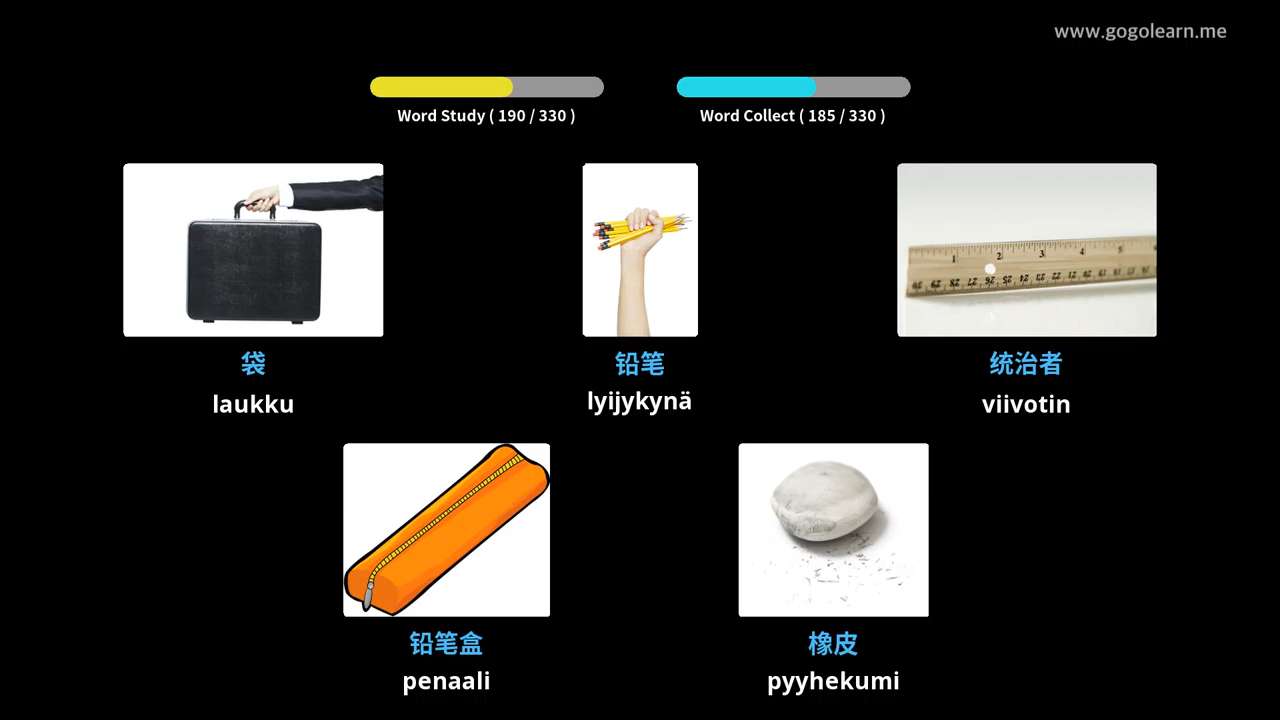 www.gogolearn.me
Word Study ( 190 / 330 )
Word Collect ( 185 / 330 )
袋
铅笔
统治者
laukku
lyijykynä
viivotin
铅笔盒
橡皮
penaali
pyyhekumi